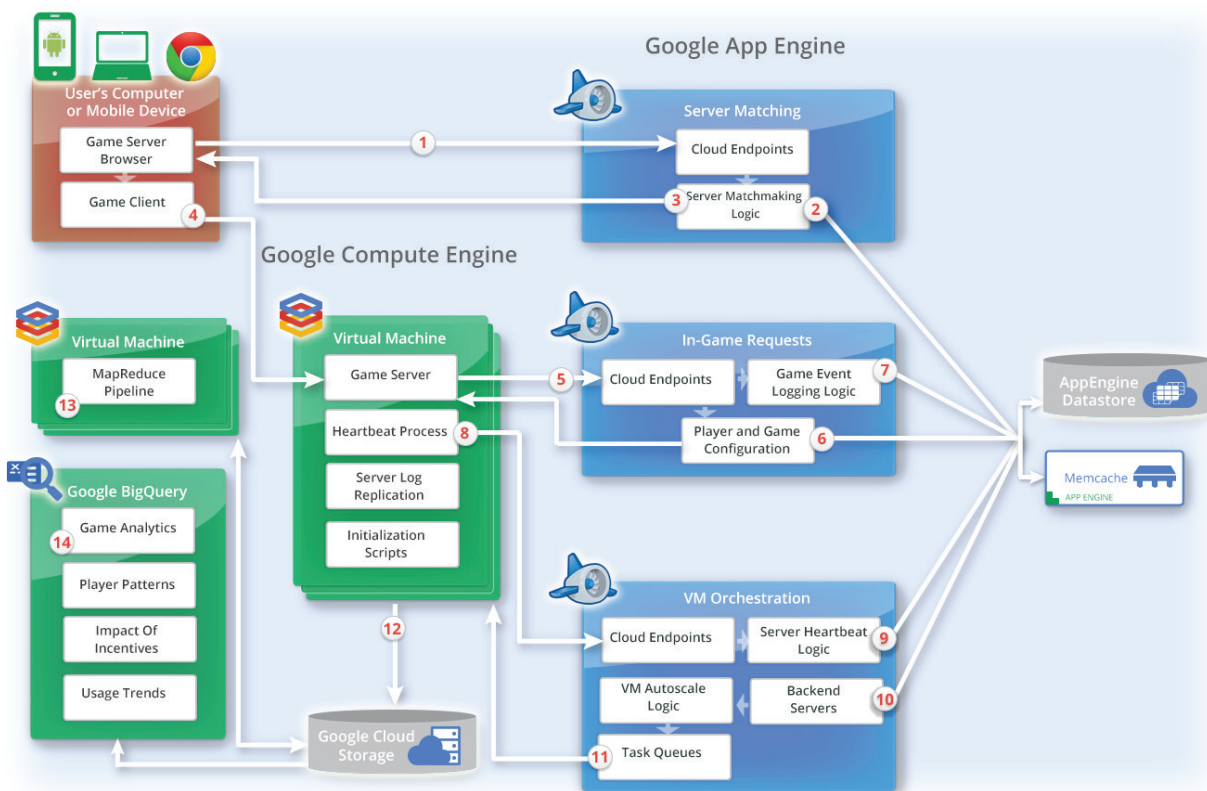 Google App Engine
User's Computer
or Mobile Device
Game Server
Browser
Game Client
4
1
Server Matching
Cloud Endpoints
3
Server Matchmaking
Logic
2
Google Compute Engine
Virtual Machine
MapReduce
Pipeline
13
Virtual Machine
Game Server
Heartbeat Process
8
Server Log
Replication
Initialization
Scripts
5
In-Game Requests
Cloud Endpoints
Game Event
Logging Logic
7
Player and Game
Configuration
6
AppEngine
Datastore
Memcache
APP ENGINE
Google BigQuery
Game Analytics
14
Player Patterns
Impact Of
Incentives
Usage Trends
12
Google Cloud
Storage
VM Orchestration
Cloud Endpoints
Server Heartbeat
Logic
9
VM Autoscale
Logic
Backend
Servers
10
11
Task Queues